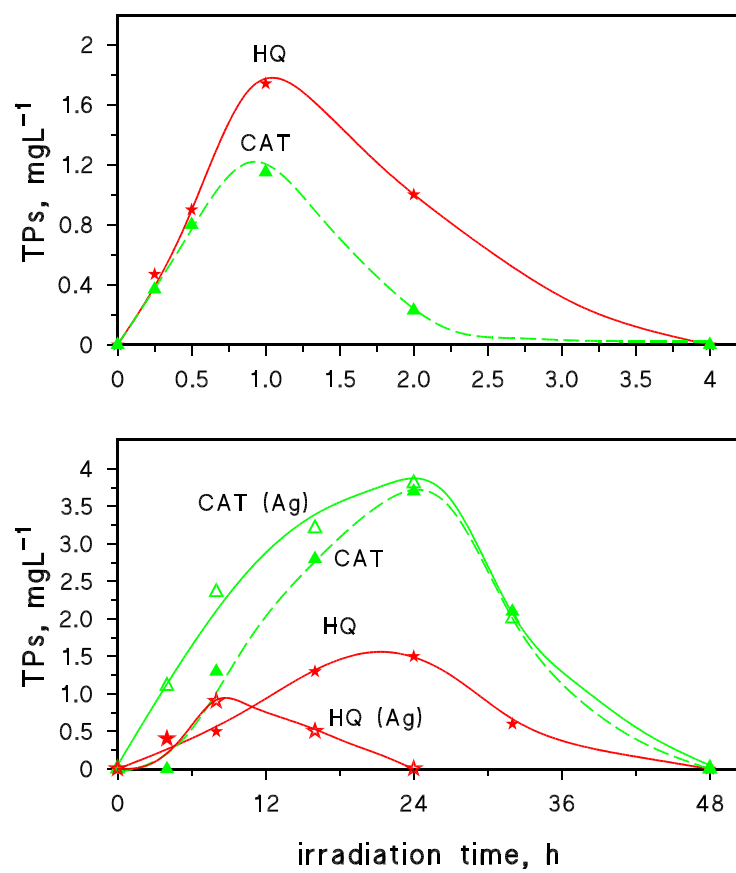 2
HQ
1.6
CAT
1.2
TPs, mgL⁻¹
0.8
0.4
0
0 0.5 1.0 1.5 2.0 2.5 3.0 3.5 4
4
CAT (Ag)
3.5
3.0
CAT
2.5
TPs, mgL⁻¹
2.0
HQ
1.5
1.0
HQ (Ag)
0.5
0
0 12 24 36 48
irradiation time, h